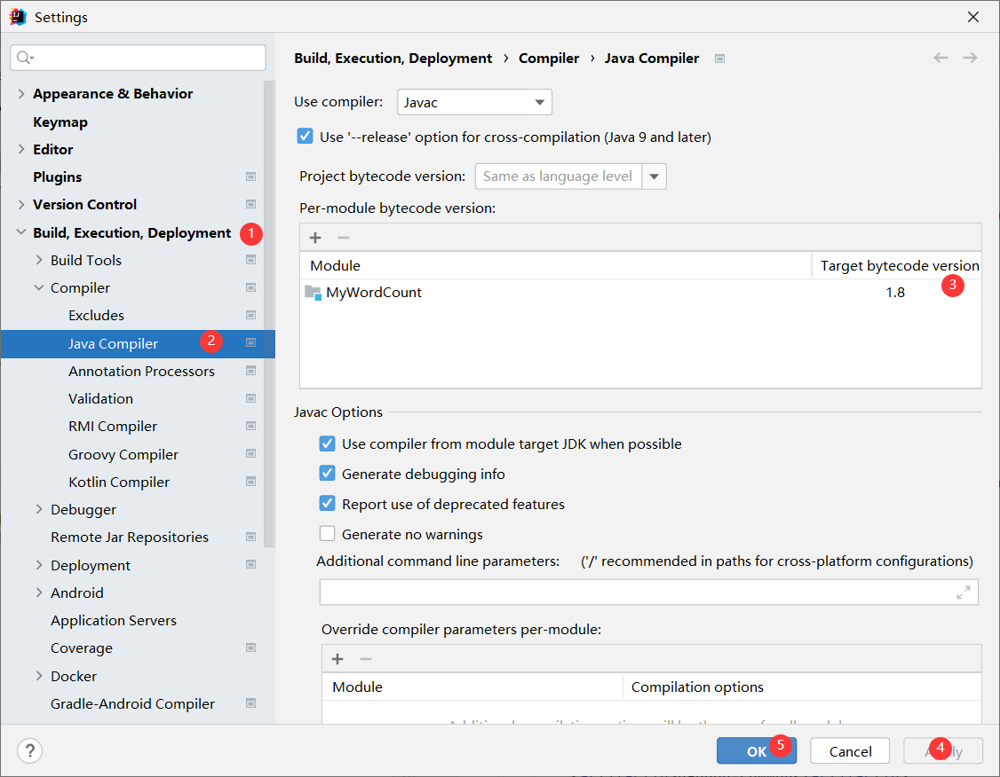 Settings
Build, Execution, Deployment › Compiler › Java Compiler
Appearance & Behavior
Keymap
Editor
Plugins
Version Control
Build, Execution, Deployment 1
Build Tools
Compiler
Excludes
Java Compiler 2
Annotation Processors
Validation
RMI Compiler
Groovy Compiler
Kotlin Compiler
Debugger
Remote Jar Repositories
Deployment
Android
Application Servers
Coverage
Docker
Gradle-Android Compiler
Use compiler: Javac
Use '--release' option for cross-compilation (Java 9 and later)
Project bytecode version: Same as language level
Per-module bytecode version:
Module Target bytecode version
MyWordCount 1.8 3
Javac Options
Use compiler from module target JDK when possible
Generate debugging info
Report use of deprecated features
Generate no warnings
Additional command line parameters: ('/' recommended in paths for cross-platform configurations)
Override compiler parameters per-module:
Module Compilation options
? OK 5 Cancel 4